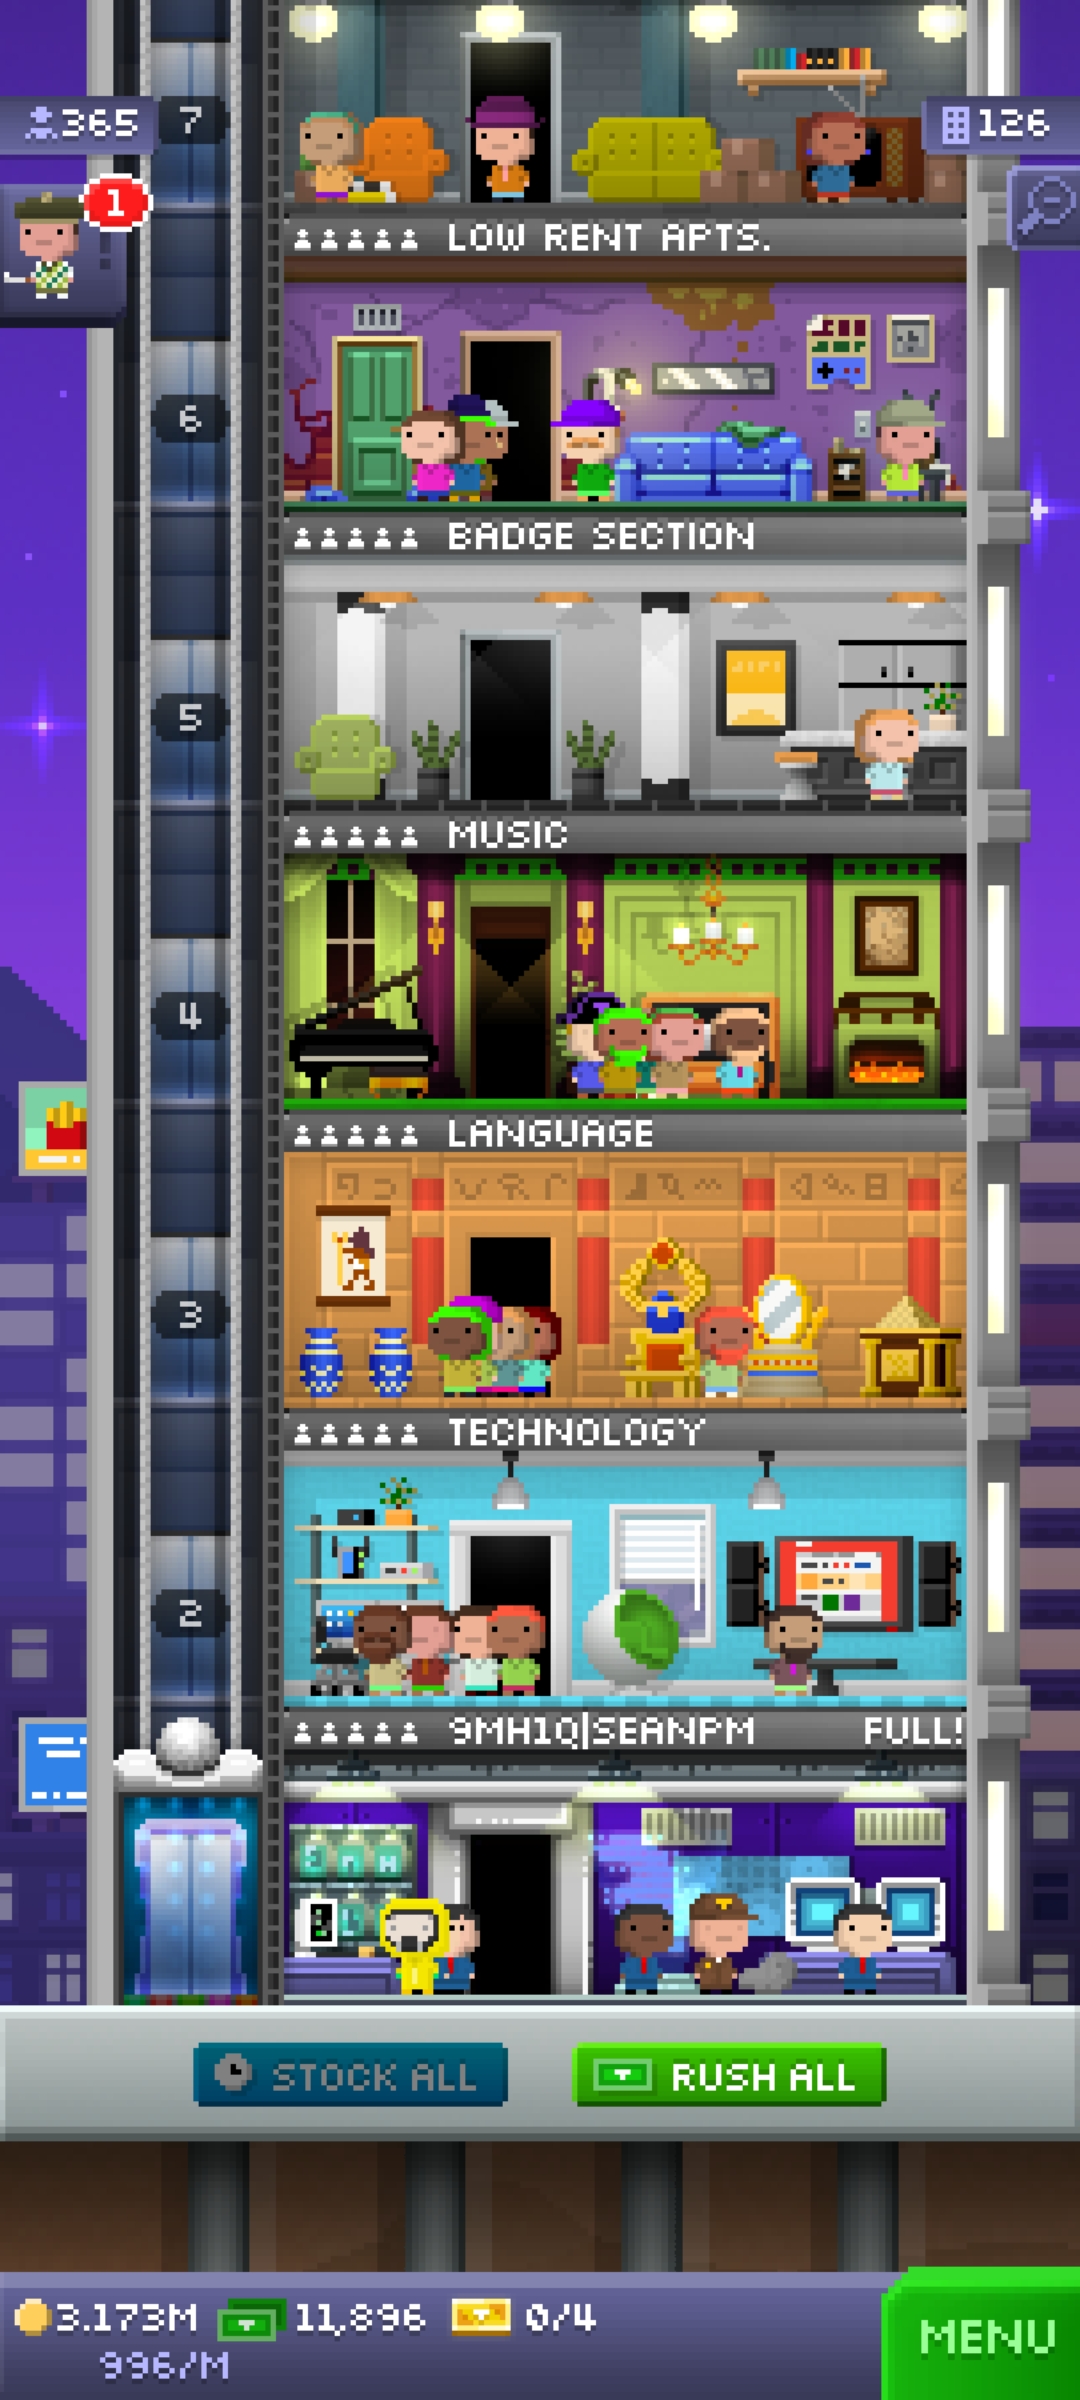 7
365
126
1
LOW RENT APTS.
6
BADGE SECTION
5
MUSIC
4
LANGUAGE
3
TECHNOLOGY
2
9MH1Q|SEANPM FULL!
STOCK ALL
RUSH ALL
3.173M
11,896
0/4
996/M
MENU